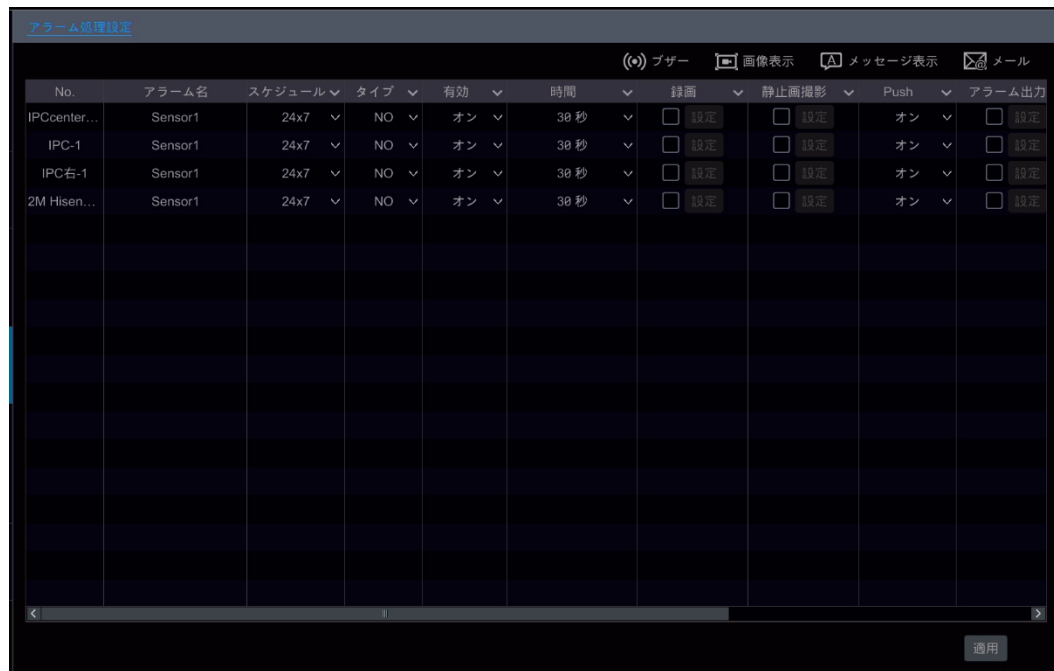 アラーム処理設定
ブザー 画像表示 メッセージ表示 メール
No. アラーム名 スケジュール タイプ 有効 時間 録画 静止画撮影 Push アラーム出力
IPCcenter... Sensor1 24x7 NO オン 30 秒 設定 設定 オン 設定
IPC-1 Sensor1 24x7 NO オン 30 秒 設定 設定 オン 設定
IPC右-1 Sensor1 24x7 NO オン 30 秒 設定 設定 オン 設定
2M Hisen... Sensor1 24x7 NO オン 30 秒 設定 設定 オン 設定
適用